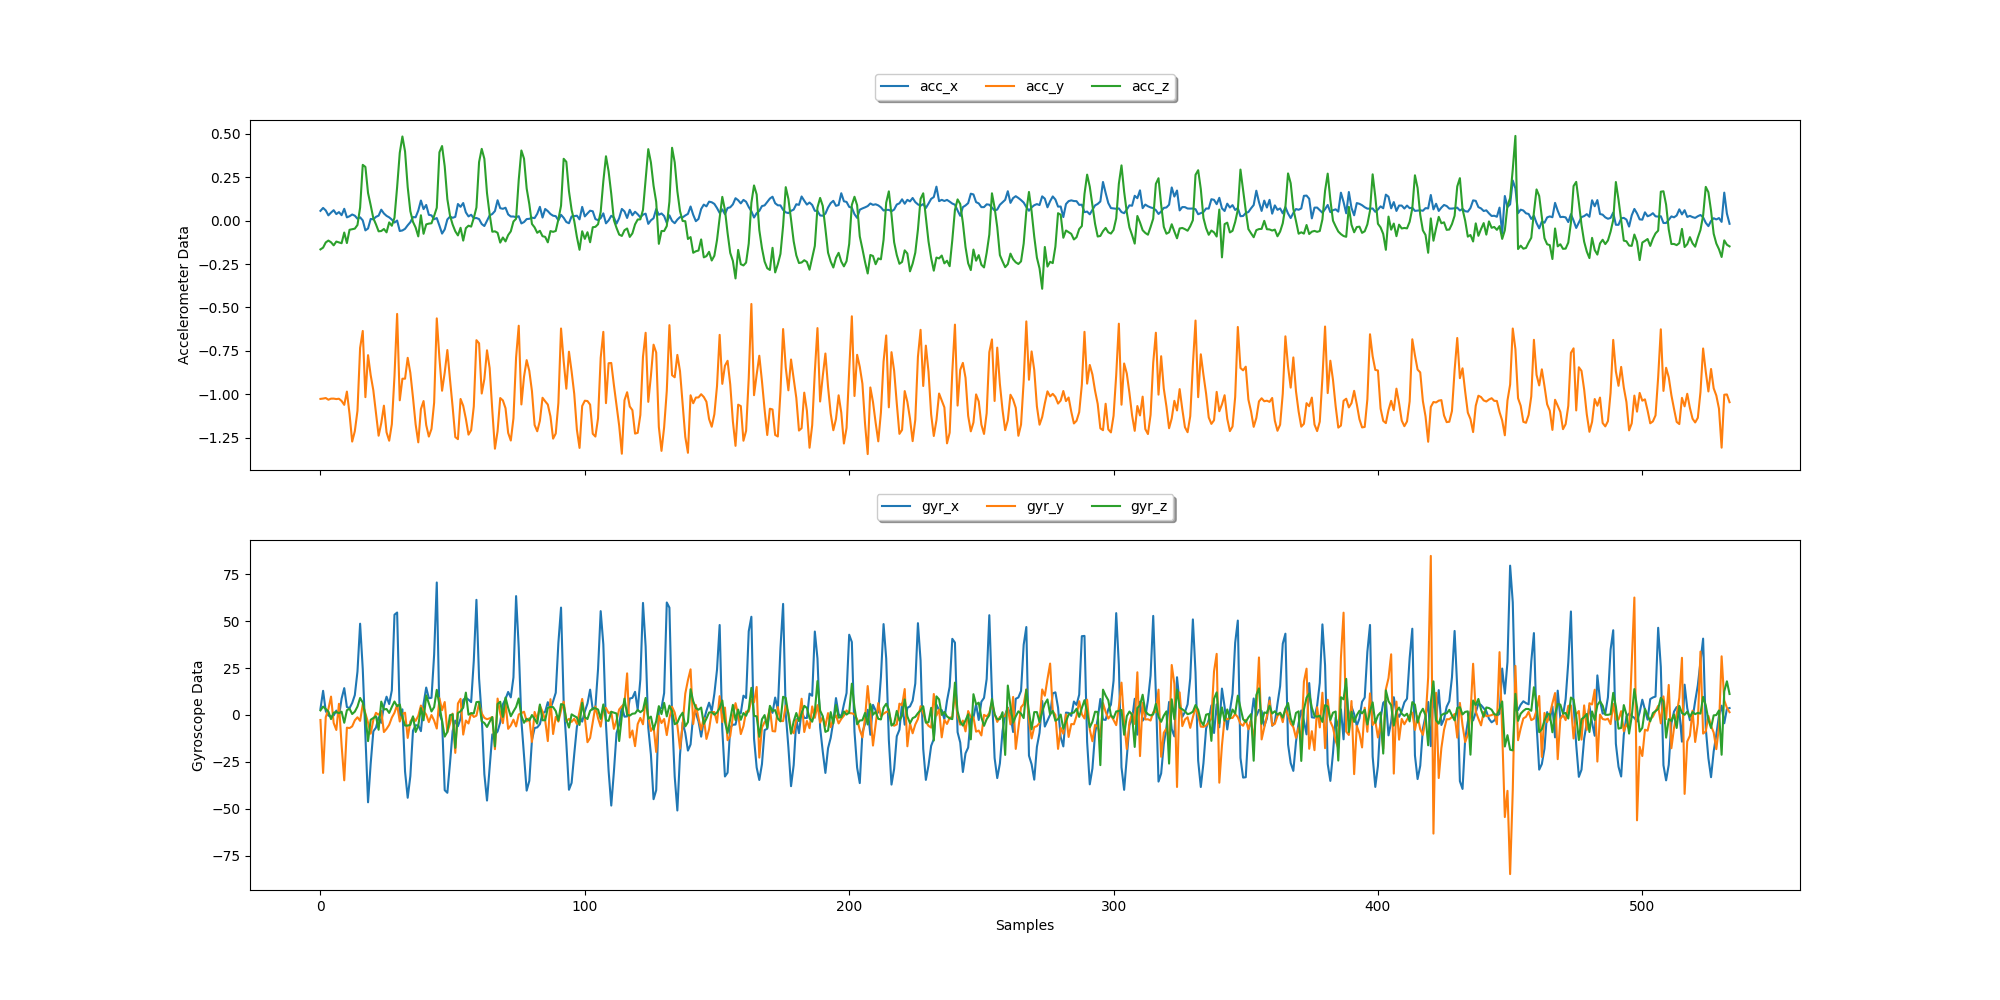 acc_x acc_y acc_z
0.50
0.25
0.00
−0.25
−0.50
−0.75
−1.00
−1.25
Accelerometer Data
gyr_x gyr_y gyr_z
75
50
25
0
−25
−50
−75
Gyroscope Data
0 100 200 300 400 500
Samples